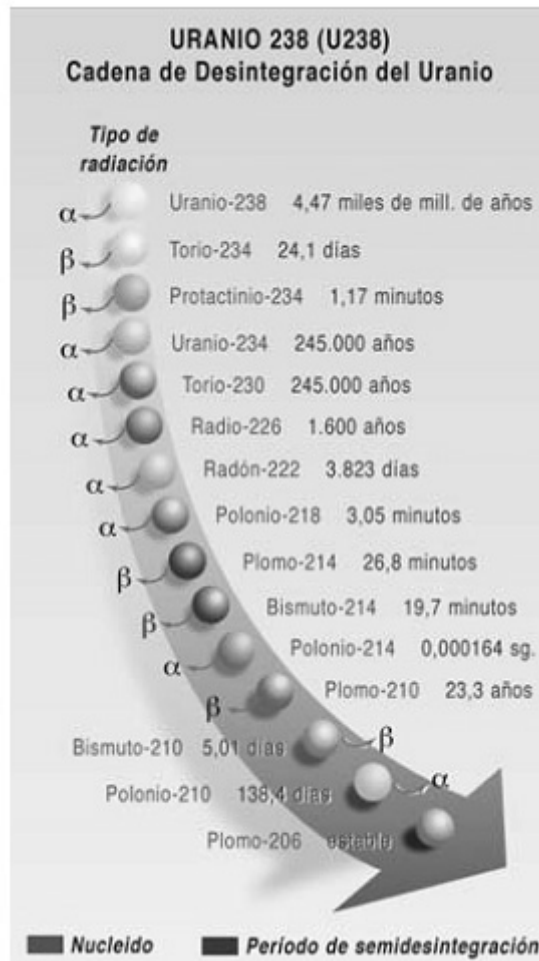 URANIO 238 (U238)
Cadena de Desintegración del Uranio
Tipo de
radiación
α Uranio-238 4,47 miles de mill. de años
β Torio-234 24,1 días
β Protactinio-234 1,17 minutos
α Uranio-234 245.000 años
α Torio-230 245.000 años
α Radio-226 1.600 años
α Radón-222 3.823 días
α Polonio-218 3,05 minutos
β Plomo-214 26,8 minutos
β Bismuto-214 19,7 minutos
α Polonio-214 0,000164 sg.
β Plomo-210 23,3 años
Bismuto-210 5,01 días β
Polonio-210 138,4 días α
Plomo-206 estable
Nucleido Período de semidesintegración